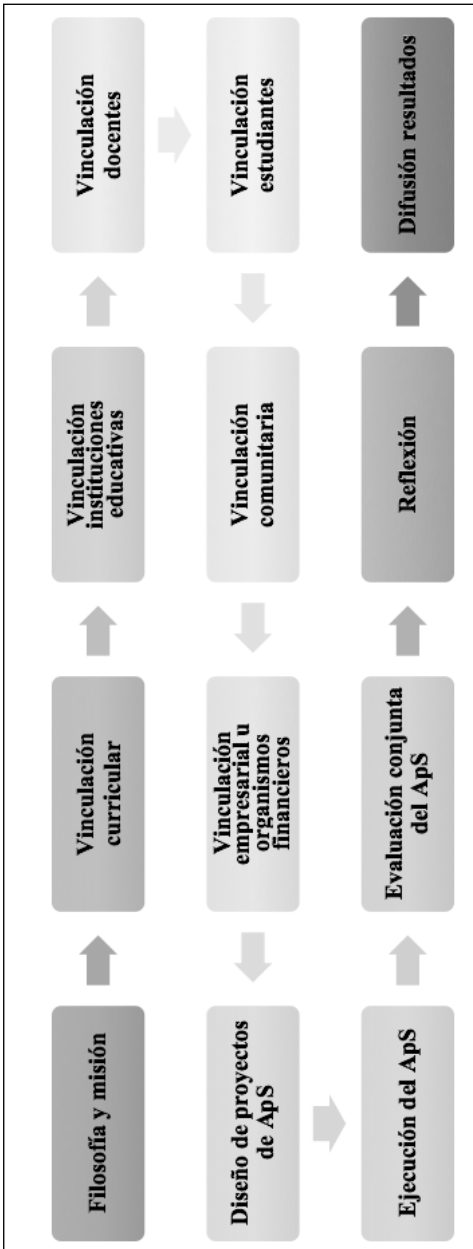 Filosofía y misión
Vinculación
curricular
Vinculación
instituciones
educativas
Vinculación
docentes
Vinculación
estudiantes
Vinculación
comunitaria
Vinculación
empresarial u
organismos
financieros
Diseño de proyectos
de ApS
Ejecución del ApS
Evaluación conjunta
del ApS
Reflexión
Difusión resultados